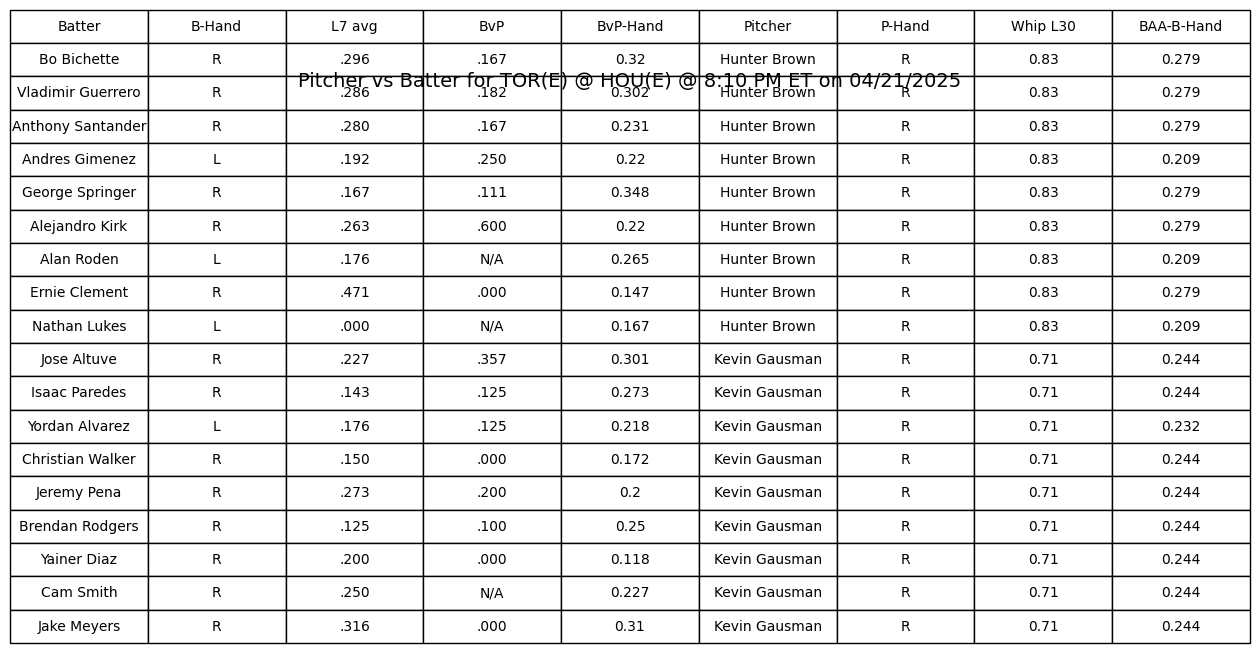 Batter B-Hand L7 avg BvP BvP-Hand Pitcher P-Hand Whip L30 BAA-B-Hand
Bo Bichette R .296 .167 0.32 Hunter Brown R 0.83 0.279
Pitcher vs Batter for TOR(E) @ HOU(E) @ 8:10 PM ET on 04/21/2025
Vladimir Guerrero R .286 .182 0.302 Hunter Brown R 0.83 0.279
Anthony Santander R .280 .167 0.231 Hunter Brown R 0.83 0.279
Andres Gimenez L .192 .250 0.22 Hunter Brown R 0.83 0.209
George Springer R .167 .111 0.348 Hunter Brown R 0.83 0.279
Alejandro Kirk R .263 .600 0.22 Hunter Brown R 0.83 0.279
Alan Roden L .176 N/A 0.265 Hunter Brown R 0.83 0.209
Ernie Clement R .471 .000 0.147 Hunter Brown R 0.83 0.279
Nathan Lukes L .000 N/A 0.167 Hunter Brown R 0.83 0.209
Jose Altuve R .227 .357 0.301 Kevin Gausman R 0.71 0.244
Isaac Paredes R .143 .125 0.273 Kevin Gausman R 0.71 0.244
Yordan Alvarez L .176 .125 0.218 Kevin Gausman R 0.71 0.232
Christian Walker R .150 .000 0.172 Kevin Gausman R 0.71 0.244
Jeremy Pena R .273 .200 0.2 Kevin Gausman R 0.71 0.244
Brendan Rodgers R .125 .100 0.25 Kevin Gausman R 0.71 0.244
Yainer Diaz R .200 .000 0.118 Kevin Gausman R 0.71 0.244
Cam Smith R .250 N/A 0.227 Kevin Gausman R 0.71 0.244
Jake Meyers R .316 .000 0.31 Kevin Gausman R 0.71 0.244